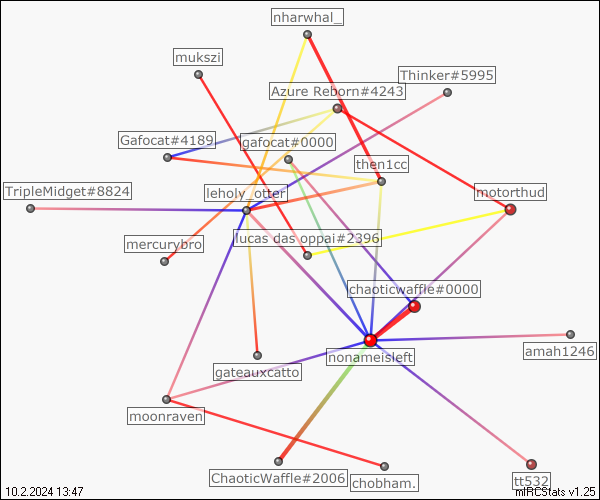 nharwhal_
mukszi
Thinker#5995
Azure Reborn#4243
Gafocat#4189
gafocat#0000
then1cc
TripleMidget#8824
leholy_otter
motorthud
mercurybro
lucas das oppai#2396
chaoticwaffle#0000
nonameisleft
amah1246
gateauxcatto
moonraven
ChaoticWaffle#2006
chobham.
tt532
10.2.2024 13:47
mIRCStats v1.25